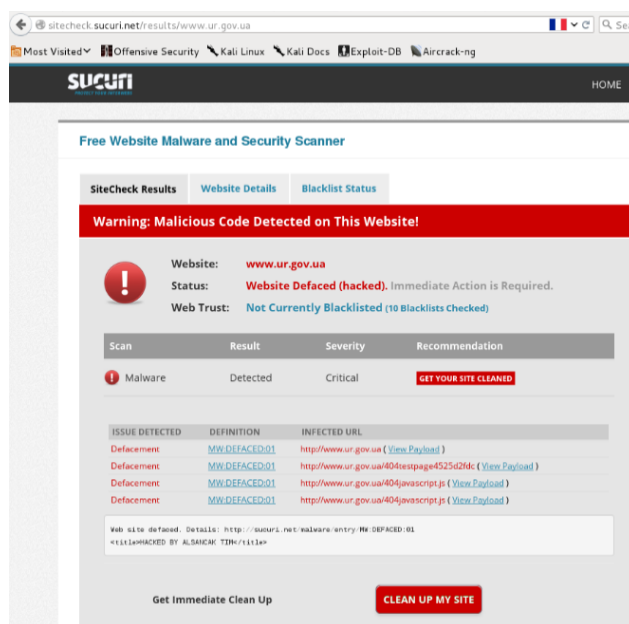 sitecheck.sucuri.net/results/www.ur.gov.ua
Most Visited Offensive Security Kali Linux Kali Docs Exploit-DB Aircrack-ng
SUCURI
HOME
Free Website Malware and Security Scanner
SiteCheck Results Website Details Blacklist Status
Warning: Malicious Code Detected on This Website!
Website: www.ur.gov.ua
Status: Website Defaced (hacked). Immediate Action is Required.
Web Trust: Not Currently Blacklisted (10 Blacklists Checked)
Scan Result Severity Recommendation
Malware Detected Critical GET YOUR SITE CLEANED
ISSUE DETECTED DEFINITION INFECTED URL
Defacement MW:DEFACED:01 http://www.ur.gov.ua ( View Payload )
Defacement MW:DEFACED:01 http://www.ur.gov.ua/404testpage4525d2fdc ( View Payload )
Defacement MW:DEFACED:01 http://www.ur.gov.ua/404javascript.js ( View Payload )
Defacement MW:DEFACED:01 http://www.ur.gov.ua/404javascript.js ( View Payload )
Web site defaced. Details: http://sucuri.net/malware/entry/MW:DEFACED:01
<title>HACKED BY ALSANCAK TIM</title>
Get Immediate Clean Up CLEAN UP MY SITE